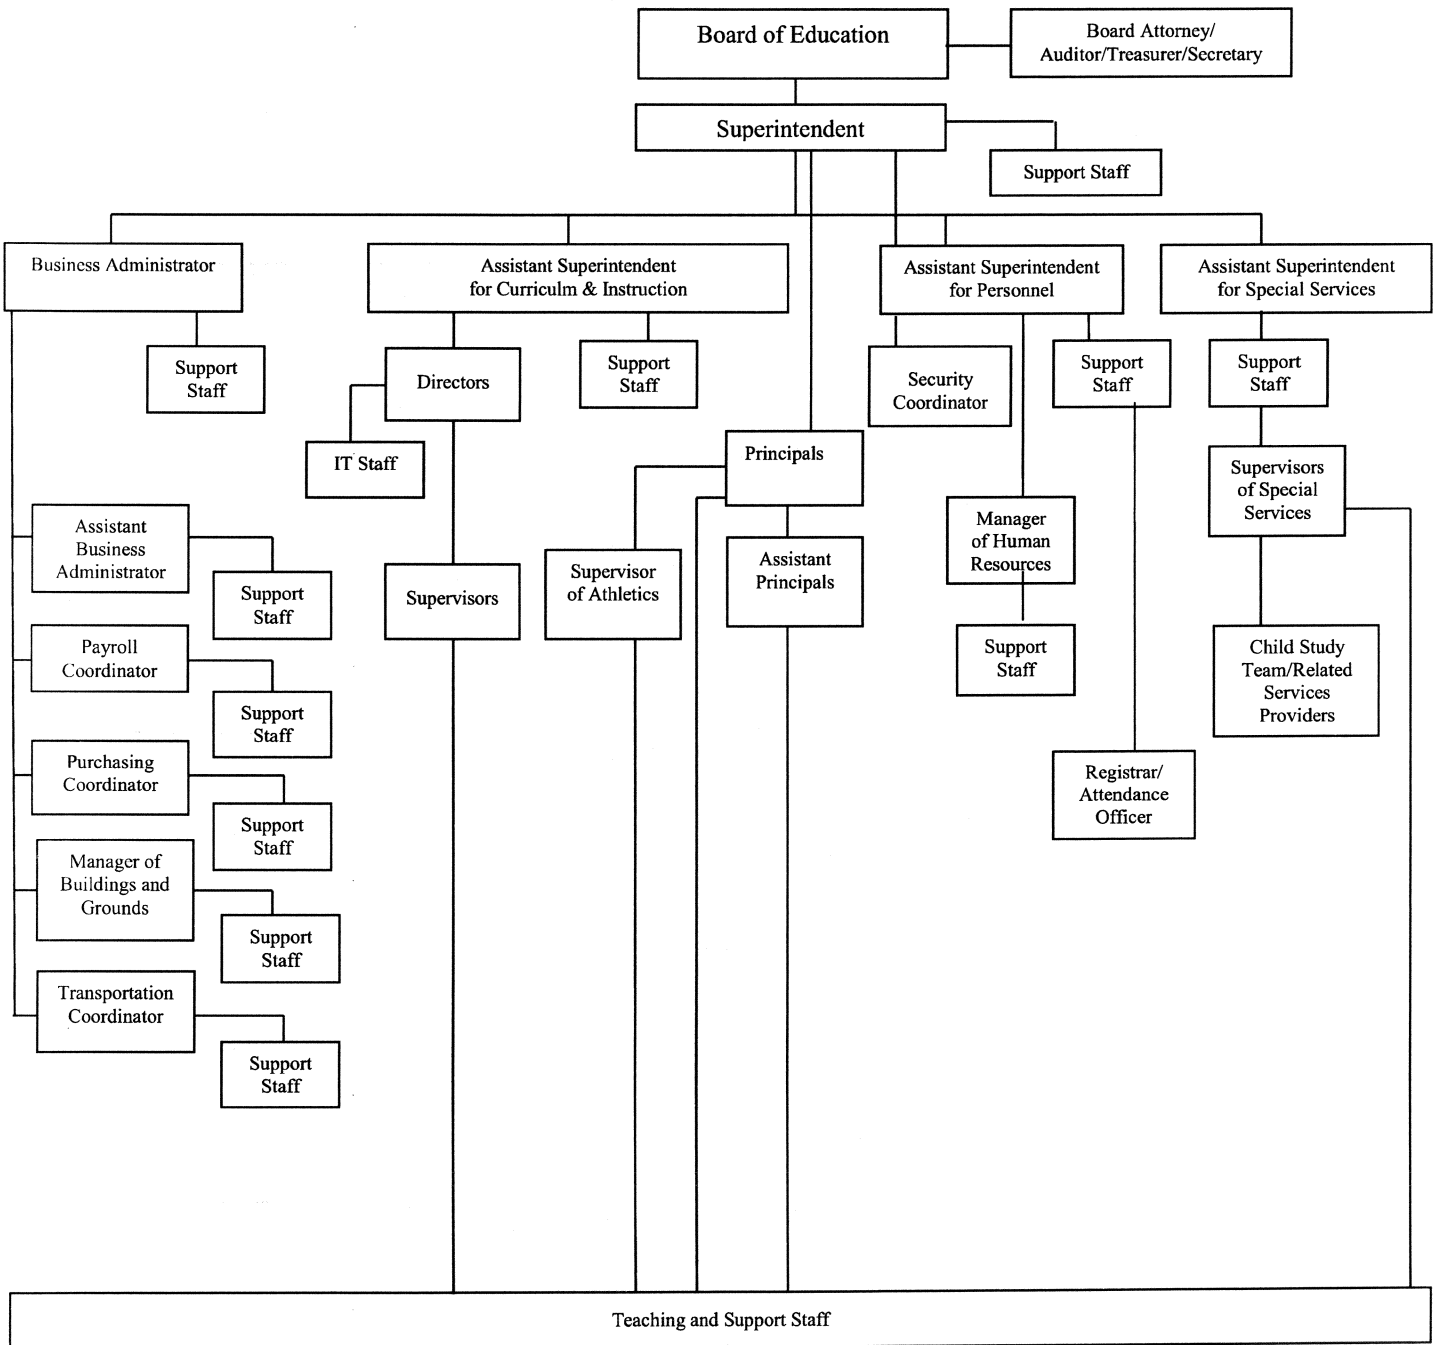 Board of Education
Board Attorney/
Auditor/Treasurer/Secretary
Superintendent
Support Staff
Business Administrator
Assistant Superintendent
for Curriculm & Instruction
Assistant Superintendent
for Personnel
Assistant Superintendent
for Special Services
Support
Staff
Directors
Support
Staff
Security
Coordinator
Support
Staff
Support
Staff
IT Staff
Principals
Supervisors
of Special
Services
Assistant
Business
Administrator
Support
Staff
Supervisors
Supervisor
of Athletics
Assistant
Principals
Manager
of Human
Resources
Support
Staff
Child Study
Team/Related
Services
Providers
Payroll
Coordinator
Support
Staff
Purchasing
Coordinator
Support
Staff
Registrar/
Attendance
Officer
Manager of
Buildings and
Grounds
Support
Staff
Transportation
Coordinator
Support
Staff
Teaching and Support Staff